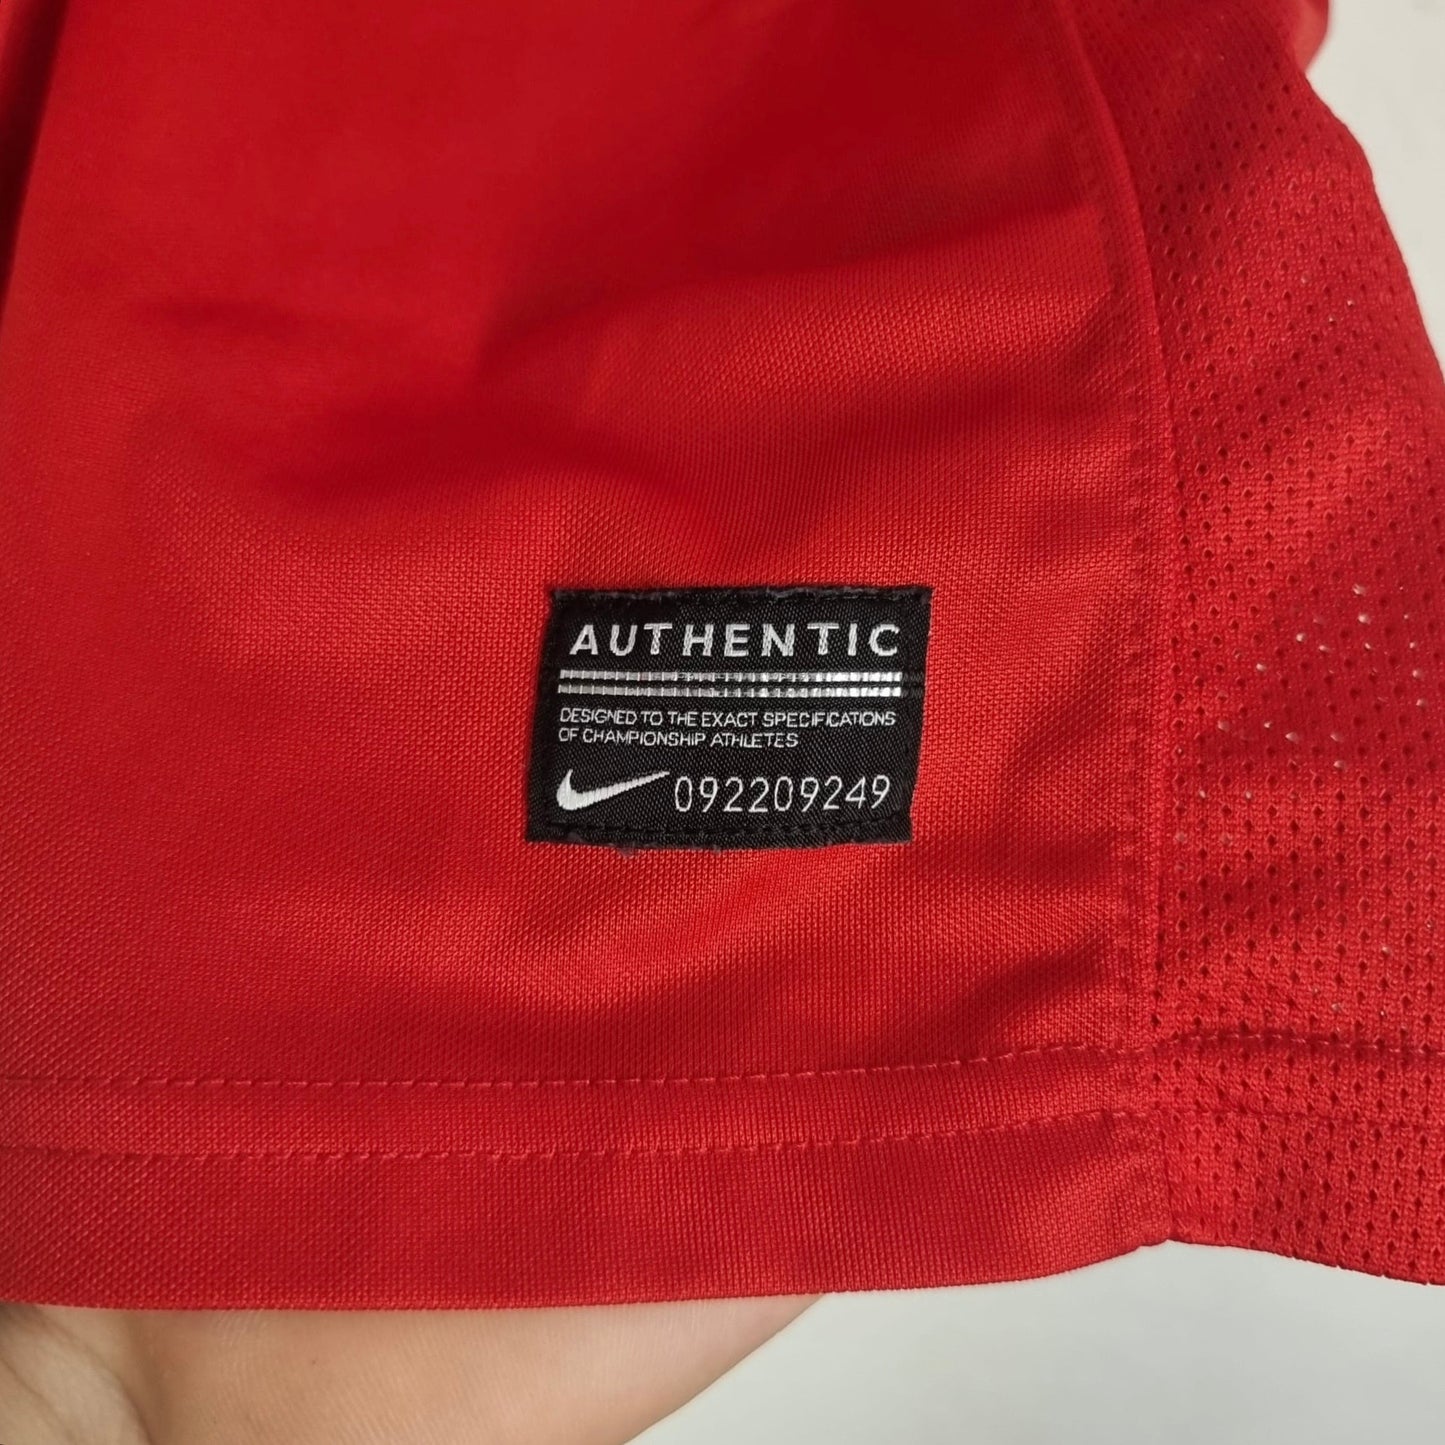 AUTHENTIC
DESIGNED TO THE EXACT SPECIFICATIONS
OF CHAMPIONSHIP ATHLETES
092209249